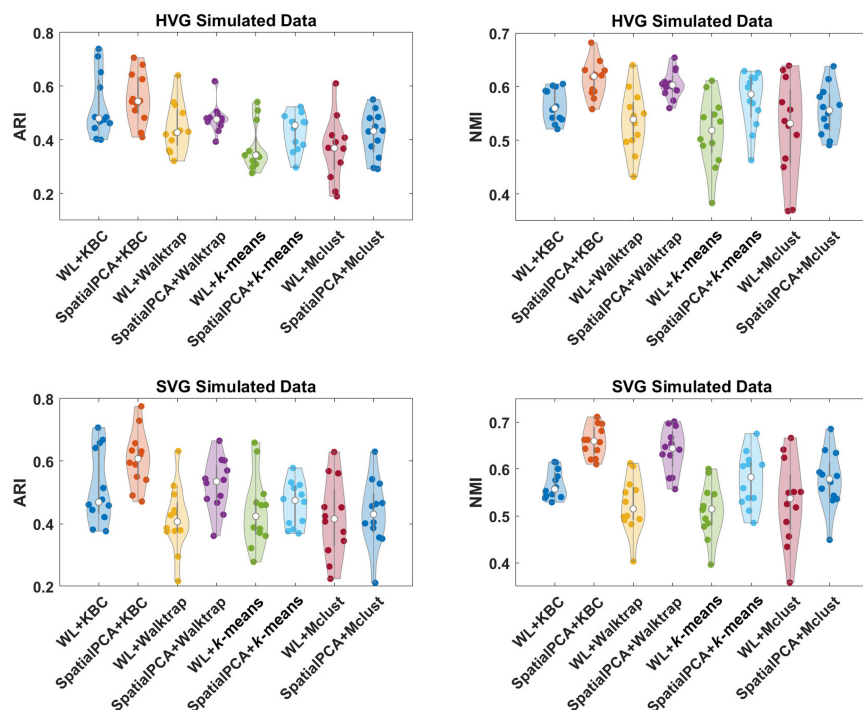 HVG Simulated Data
0.8
0.6
0.4
0.2
ARI
WL+KBC
SpatialPCA+KBC
WL+Walktrap
SpatialPCA+Walktrap
WL+k-means
SpatialPCA+k-means
WL+Mclust
SpatialPCA+Mclust
HVG Simulated Data
0.7
0.6
0.5
0.4
NMI
WL+KBC
SpatialPCA+KBC
WL+Walktrap
SpatialPCA+Walktrap
WL+k-means
SpatialPCA+k-means
WL+Mclust
SpatialPCA+Mclust
SVG Simulated Data
0.8
0.6
0.4
0.2
ARI
WL+KBC
SpatialPCA+KBC
WL+Walktrap
SpatialPCA+Walktrap
WL+k-means
SpatialPCA+k-means
WL+Mclust
SpatialPCA+Mclust
SVG Simulated Data
0.7
0.6
0.5
0.4
NMI
WL+KBC
SpatialPCA+KBC
WL+Walktrap
SpatialPCA+Walktrap
WL+k-means
SpatialPCA+k-means
WL+Mclust
SpatialPCA+Mclust